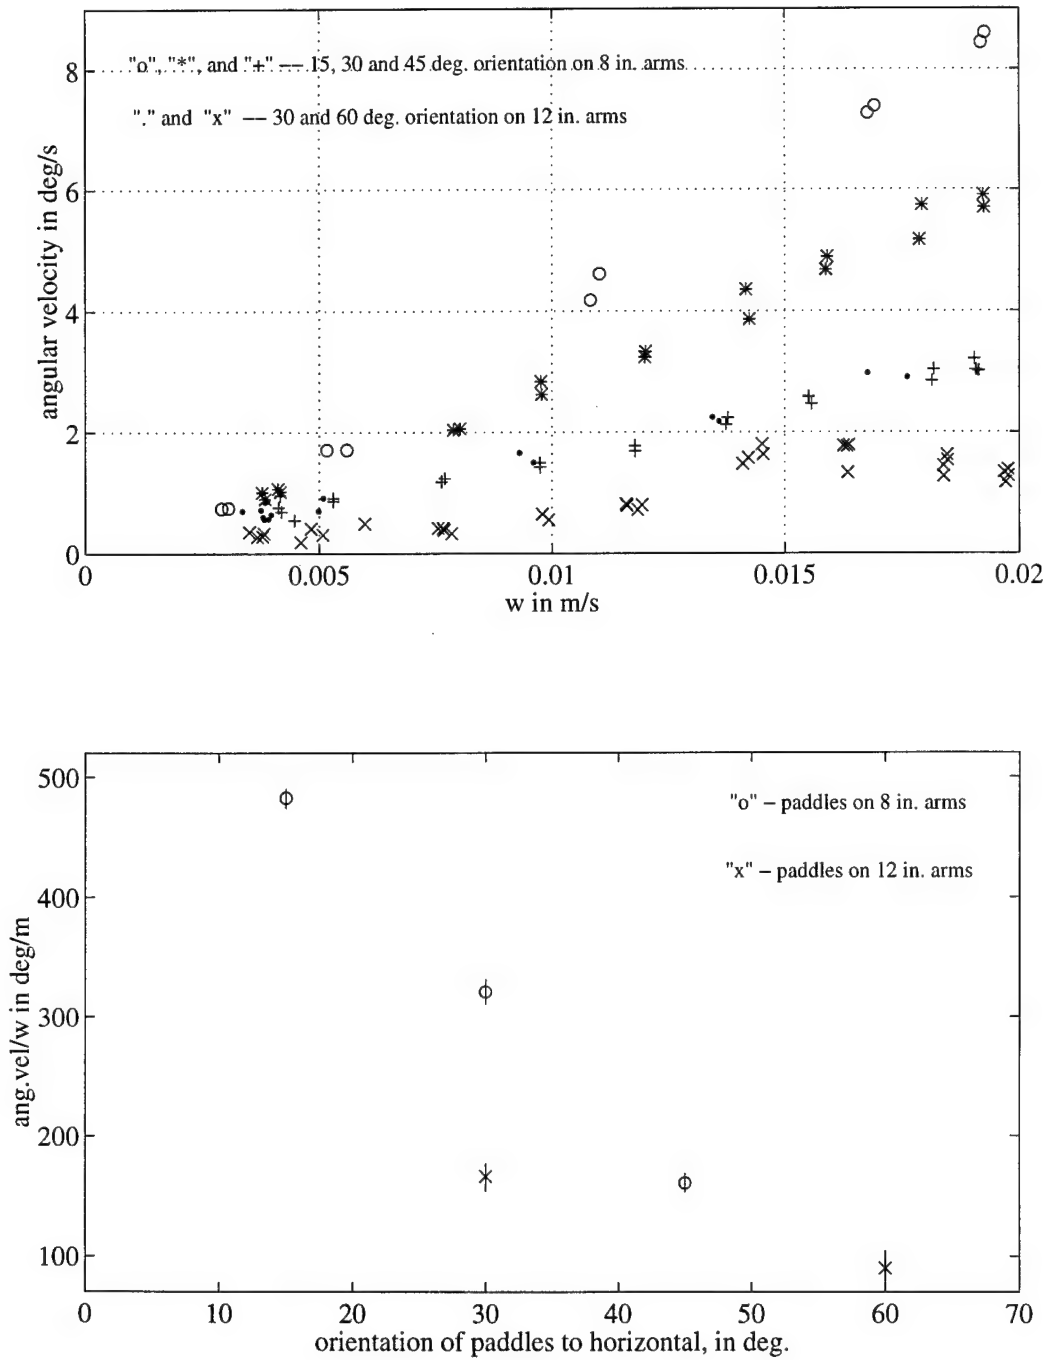 "o", "*", and "+" –– 15, 30 and 45 deg. orientation on 8 in. arms
"." and "x" –– 30 and 60 deg. orientation on 12 in. arms
angular velocity in deg/s
8
6
4
2
0
0 0.005 0.01 0.015 0.02
w in m/s
"o" – paddles on 8 in. arms
"x" – paddles on 12 in. arms
ang.vel/w in deg/m
500
400
300
200
100
0 10 20 30 40 50 60 70
orientation of paddles to horizontal, in deg.